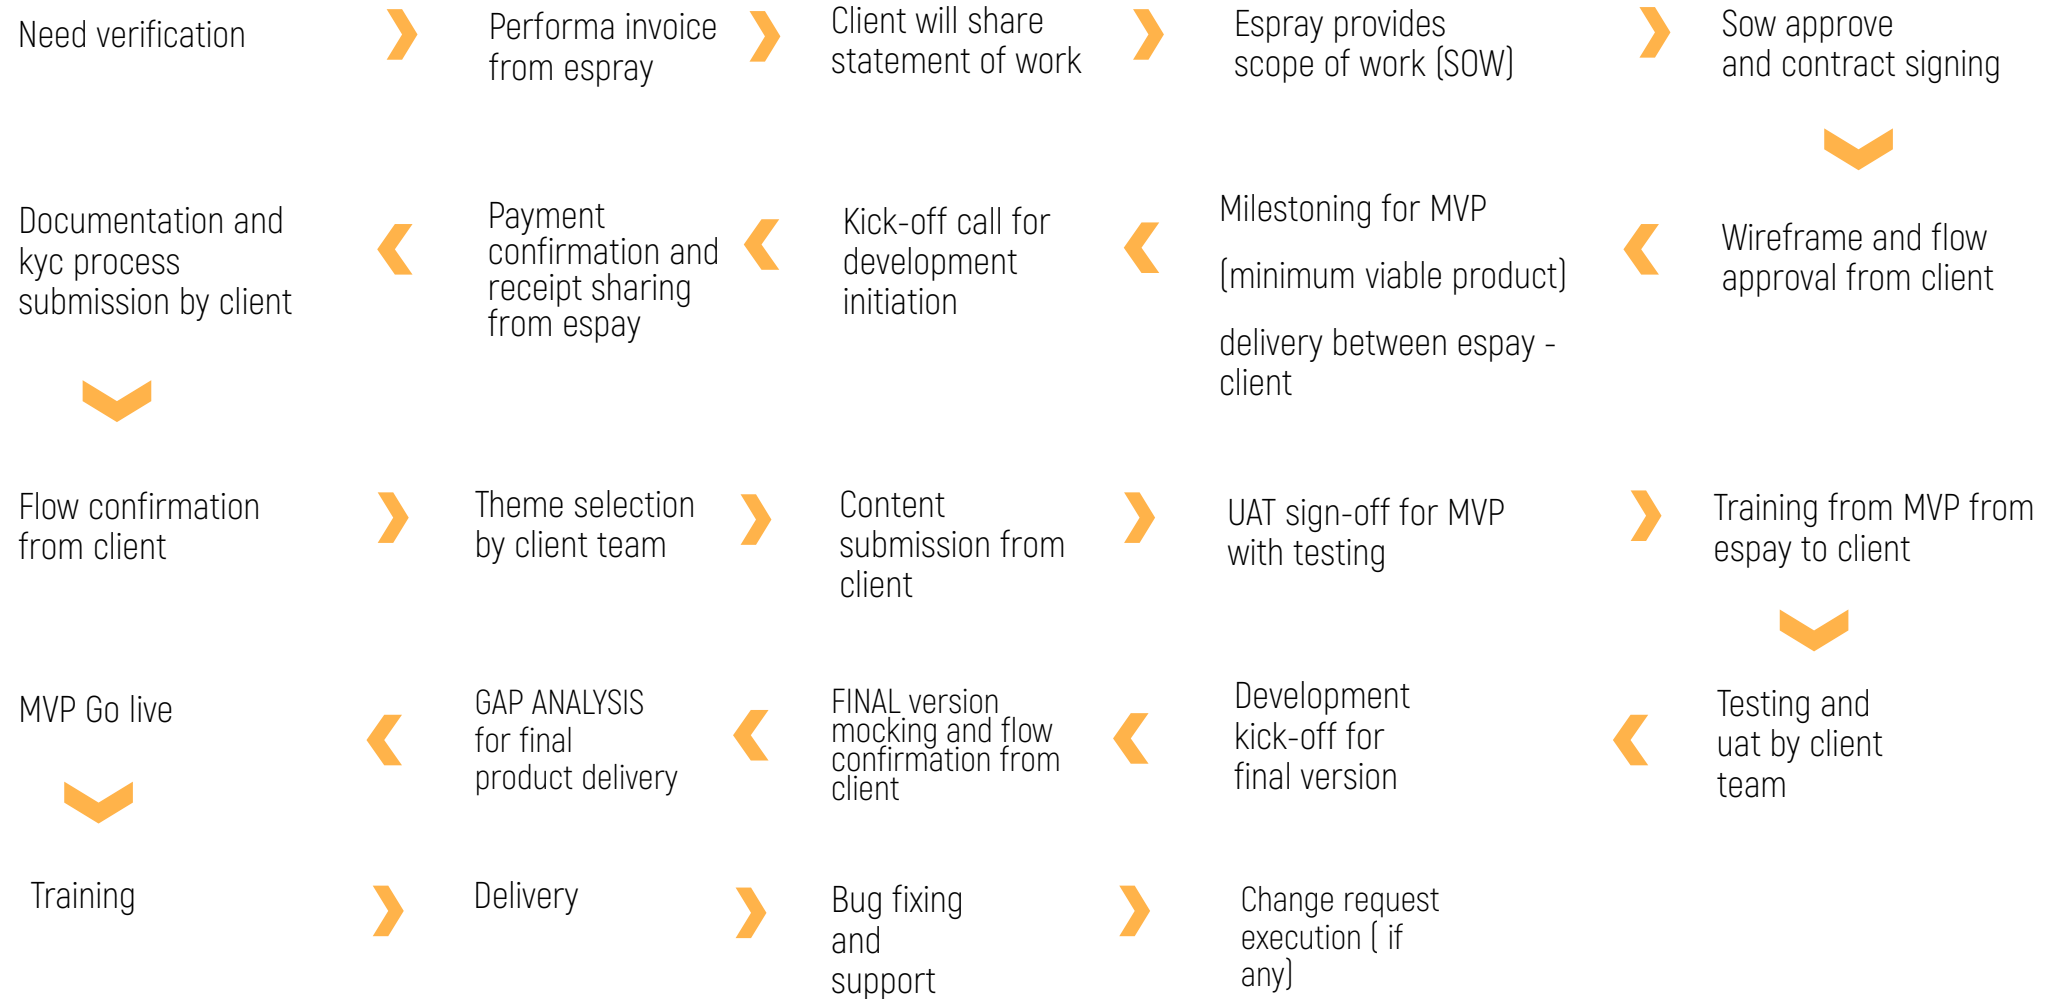 Need verification
Performa invoice
from espray
Client will share
statement of work
Espray provides
scope of work (SOW)
Sow approve
and contract signing
Wireframe and flow
approval from client
Milestoning for MVP
(minimum viable product)
delivery between espay -
client
Kick-off call for
development
initiation
Payment
confirmation and
receipt sharing
from espay
Documentation and
kyc process
submission by client
Flow confirmation
from client
Theme selection
by client team
Content
submission from
client
UAT sign-off for MVP
with testing
Training from MVP from
espay to client
Testing and
uat by client
team
Development
kick-off for
final version
FINAL version
mocking and flow
confirmation from
client
GAP ANALYSIS
for final
product delivery
MVP Go live
Training
Delivery
Bug fixing
and
support
Change request
execution ( if
any)